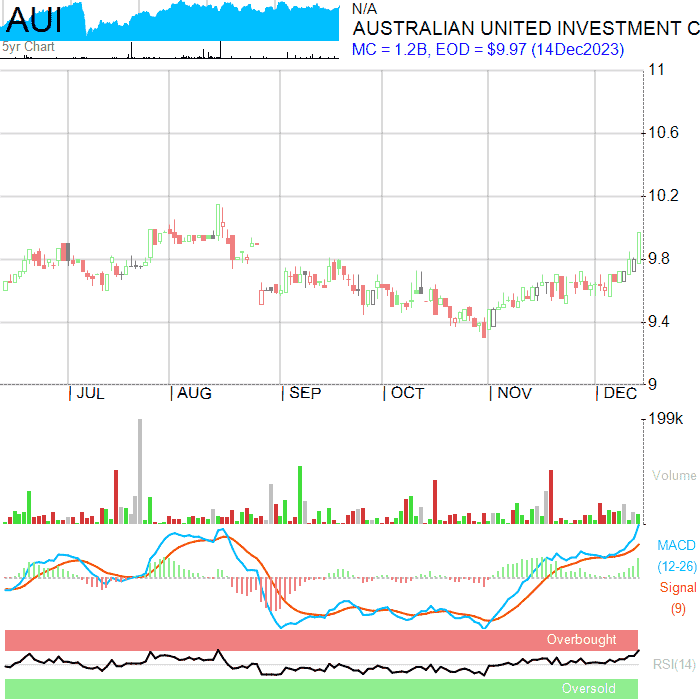 AUI
5yr Chart
N/A
AUSTRALIAN UNITED INVESTMENT C
MC = 1.2B, EOD = $9.97 (14Dec2023)
11
10.6
10.2
9.8
9.4
9
JUL AUG SEP OCT NOV DEC
199k
Volume
MACD
(12-26)
Signal
(9)
Overbought
RSI(14)
Oversold